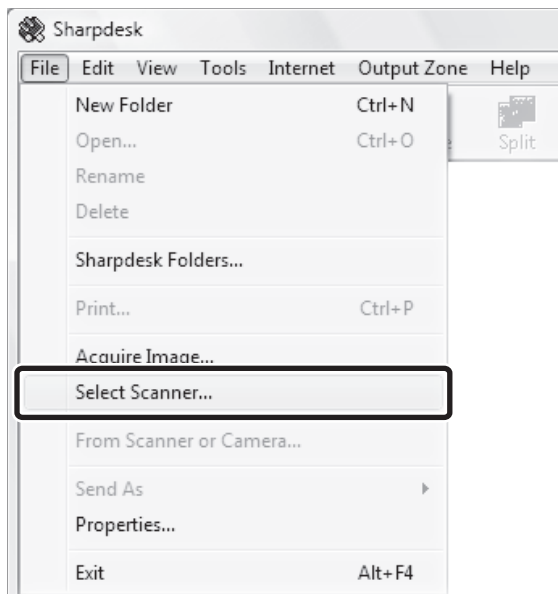 Sharpdesk
File Edit View Tools Internet Output Zone Help
New Folder Ctrl+N
Open... Ctrl+O
Split
Rename
Delete
Sharpdesk Folders...
Print... Ctrl+P
Acquire Image...
Select Scanner...
From Scanner or Camera...
Send As
Properties...
Exit Alt+F4